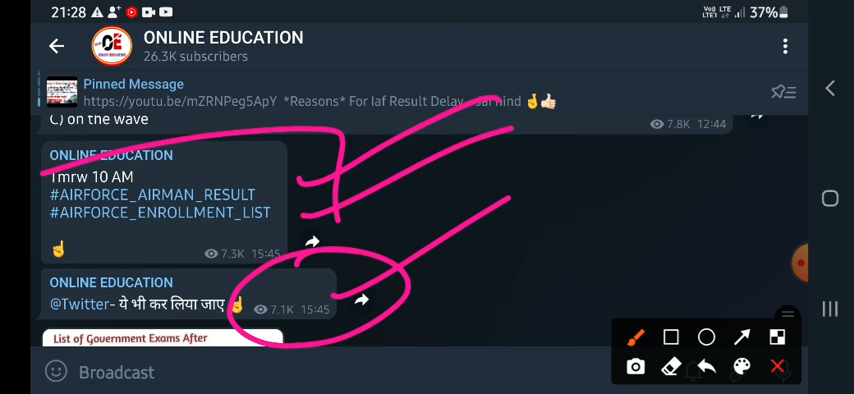 21:28 Voo) LTE LTE1 37%
ONLINE EDUCATION
26.3K subscribers
Pinned Message
https://youtu.be/mZRNPeg5ApY *Reasons* For Iaf Result Delay hind 🤞👍🏻
C) on the wave
7.8K 12:44
ONLINE EDUCATION
Tmrw 10 AM
#AIRFORCE_AIRMAN_RESULT
#AIRFORCE_ENROLLMENT_LIST
☝️ 7.3K 15:45
ONLINE EDUCATION
@Twitter- ये भी कर लिया जाए ☝️ 7.1K 15:45
List of Government Exams After
Broadcast